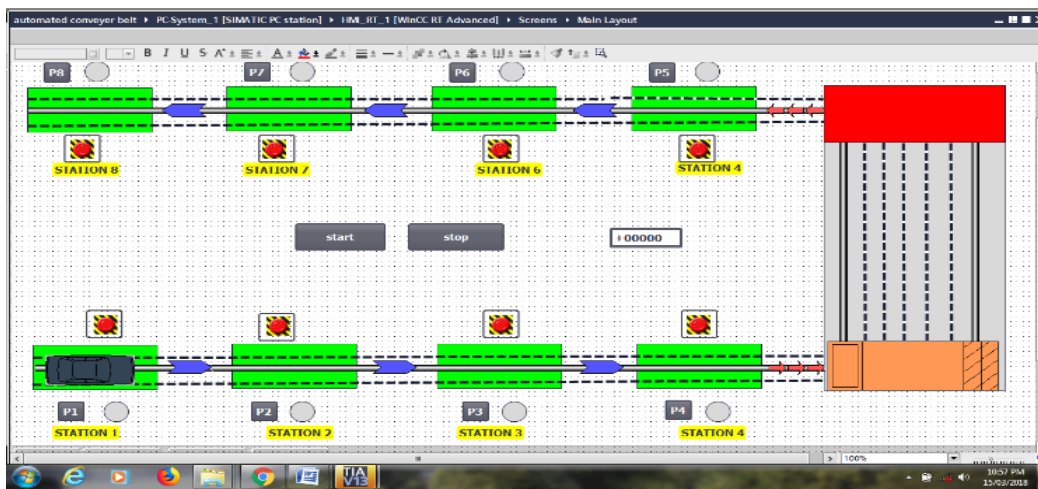 automated conveyer belt ▸ PC-System_1 [SIMATIC PC station] ▸ HMI_RT_1 [WinCC RT Advanced] ▸ Screens ▸ Main Layout
B I U S A
P8 P7 P6 P5
STATION 8 STATION 7 STATION 6 STATION 4
start stop +00000
P1 P2 P3 P4
STATION 1 STATION 2 STATION 3 STATION 4
100%
TIA V13
10:57 PM
15/03/2018